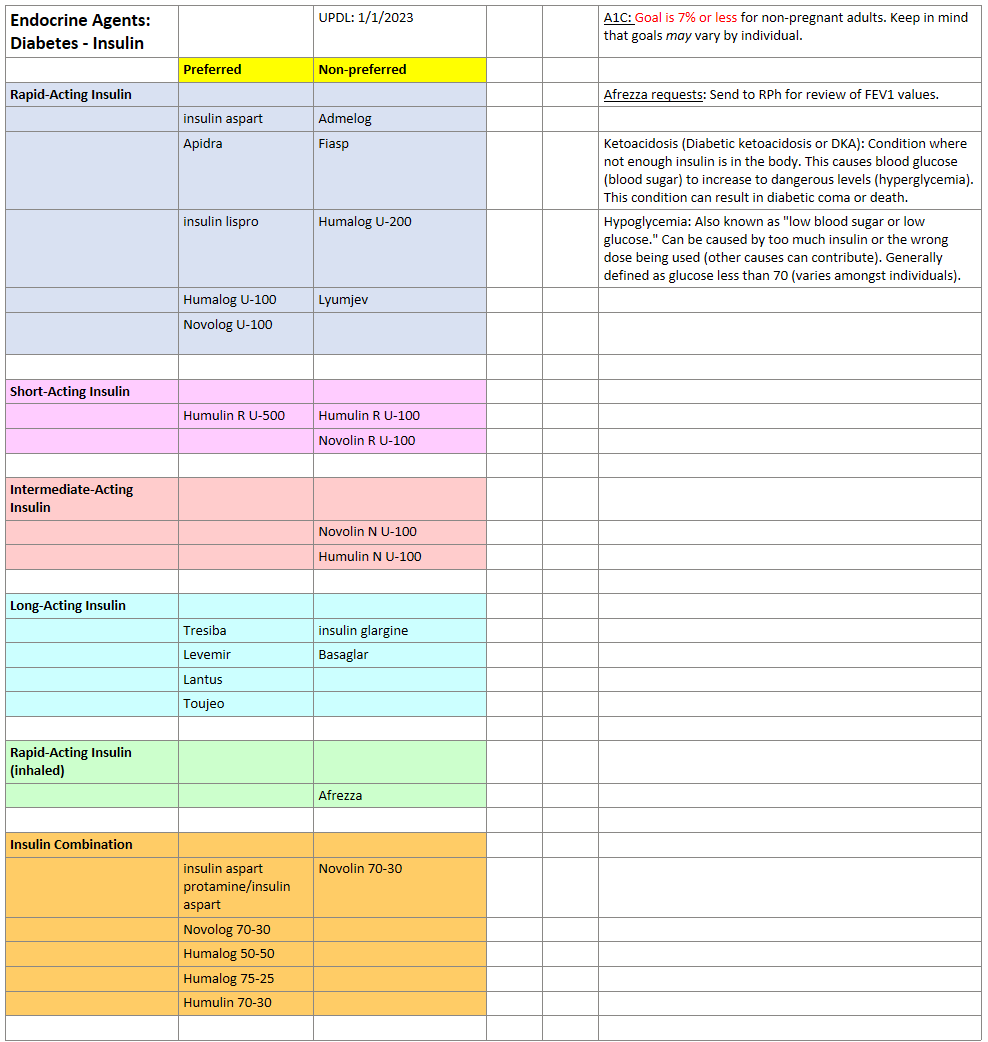 Endocrine Agents:
Diabetes - Insulin
UPDL: 1/1/2023
A1C: Goal is 7% or less for non-pregnant adults. Keep in mind
that goals may vary by individual.
Preferred
Non-preferred
Rapid-Acting Insulin
Afrezza requests: Send to RPh for review of FEV1 values.
insulin aspart
Admelog
Apidra
Fiasp
Ketoacidosis (Diabetic ketoacidosis or DKA): Condition where
not enough insulin is in the body. This causes blood glucose
(blood sugar) to increase to dangerous levels (hyperglycemia).
This condition can result in diabetic coma or death.
insulin lispro
Humalog U-200
Hypoglycemia: Also known as "low blood sugar or low
glucose." Can be caused by too much insulin or the wrong
dose being used (other causes can contribute). Generally
defined as glucose less than 70 (varies amongst individuals).
Humalog U-100
Lyumjev
Novolog U-100
Short-Acting Insulin
Humulin R U-500
Humulin R U-100
Novolin R U-100
Intermediate-Acting
Insulin
Novolin N U-100
Humulin N U-100
Long-Acting Insulin
Tresiba
insulin glargine
Levemir
Basaglar
Lantus
Toujeo
Rapid-Acting Insulin
(inhaled)
Afrezza
Insulin Combination
insulin aspart
protamine/insulin
aspart
Novolin 70-30
Novolog 70-30
Humalog 50-50
Humalog 75-25
Humulin 70-30